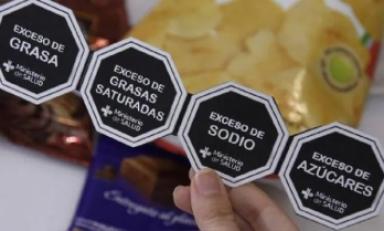 EXCESO DE
GRASA
Ministerio
de SALUD
EXCESO DE
GRASAS
SATURADAS
Ministerio
de SALUD
EXCESO DE
SODIO
Ministerio
de SALUD
EXCESO DE
AZÚCARES
Ministerio
de SALUD